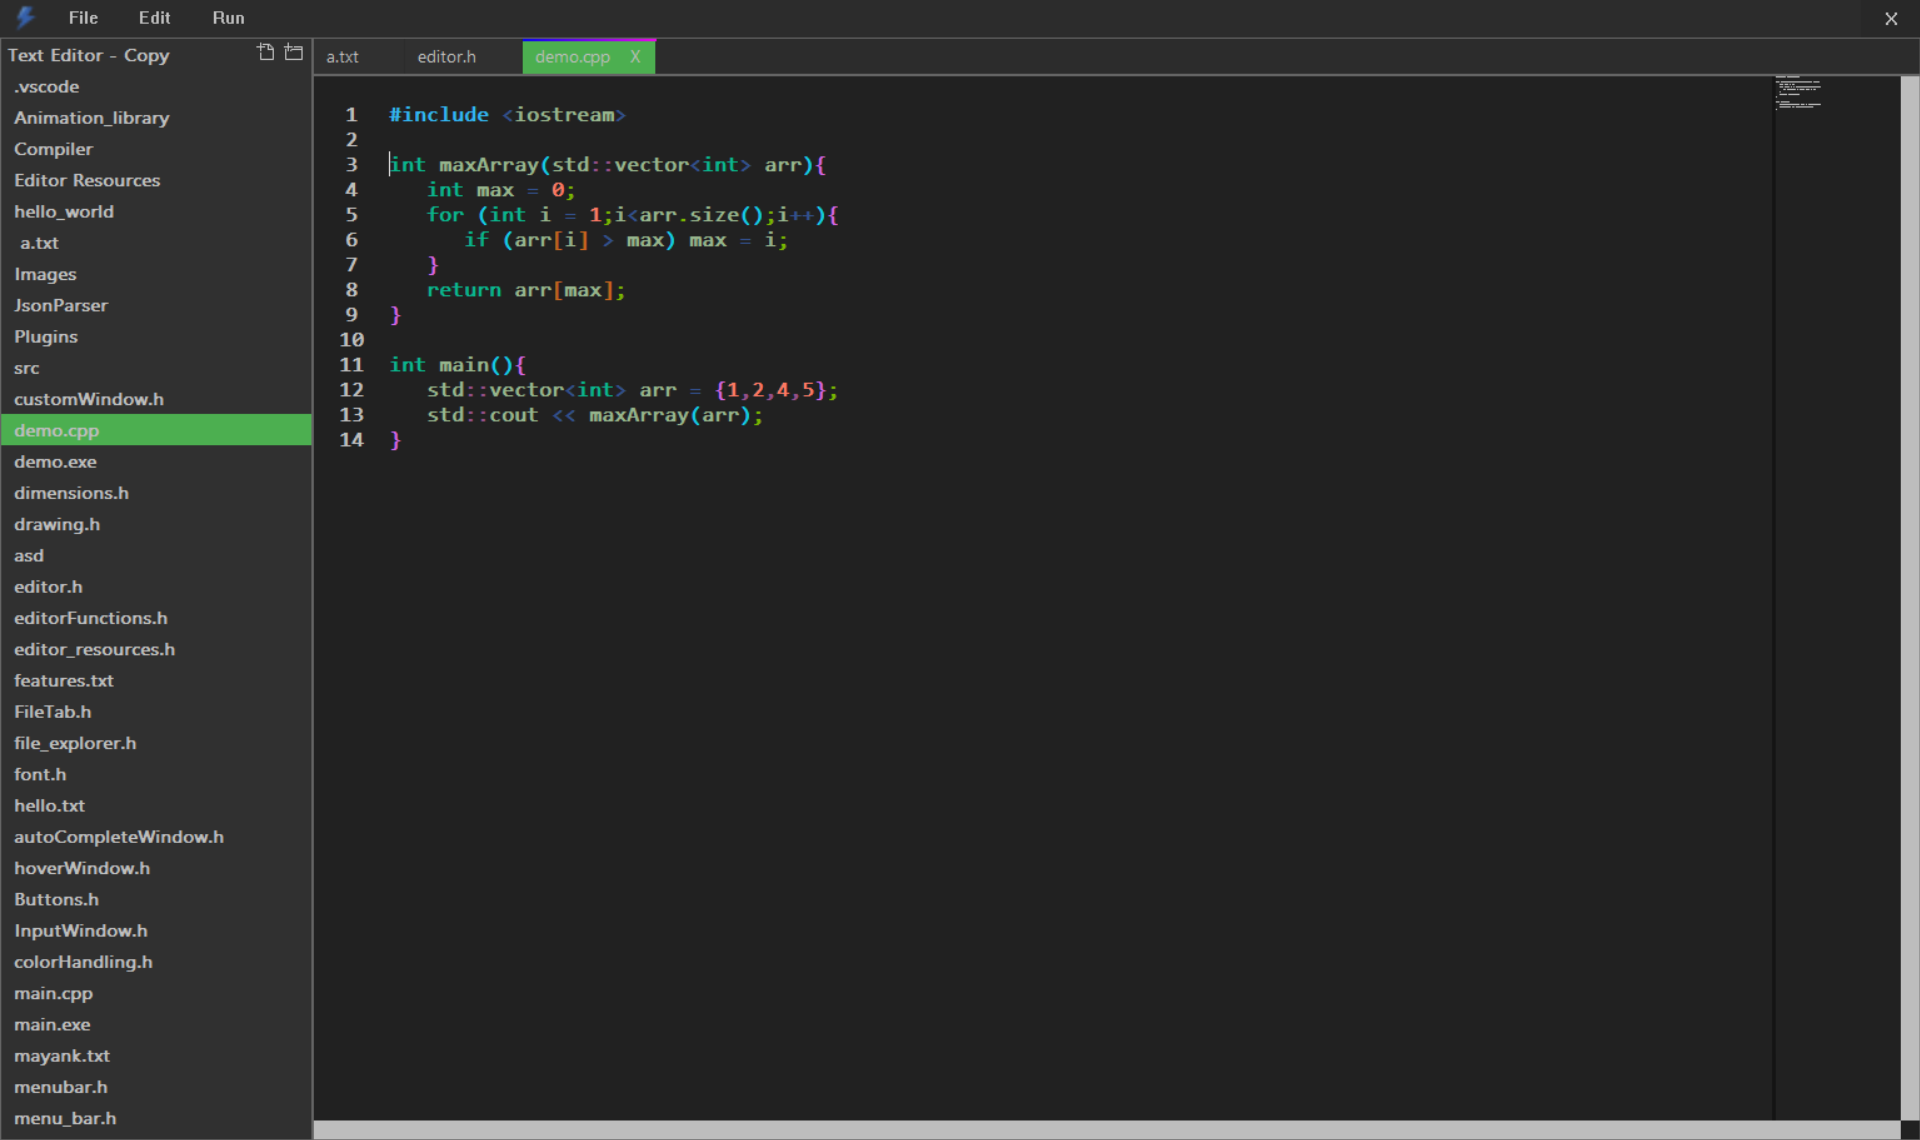 File Edit Run X
Text Editor - Copy
.vscode
Animation_library
Compiler
Editor Resources
hello_world
a.txt
Images
JsonParser
Plugins
src
customWindow.h
demo.cpp
demo.exe
dimensions.h
drawing.h
asd
editor.h
editorFunctions.h
editor_resources.h
features.txt
FileTab.h
file_explorer.h
font.h
hello.txt
autoCompleteWindow.h
hoverWindow.h
Buttons.h
InputWindow.h
colorHandling.h
main.cpp
main.exe
mayank.txt
menubar.h
menu_bar.h
a.txt editor.h demo.cpp X
1 #include <iostream>
2
3 int maxArray(std::vector<int> arr){
4    int max = 0;
5    for (int i = 1;i<arr.size();i++){
6       if (arr[i] > max) max = i;
7    }
8    return arr[max];
9 }
10
11 int main(){
12    std::vector<int> arr = {1,2,4,5};
13    std::cout << maxArray(arr);
14 }